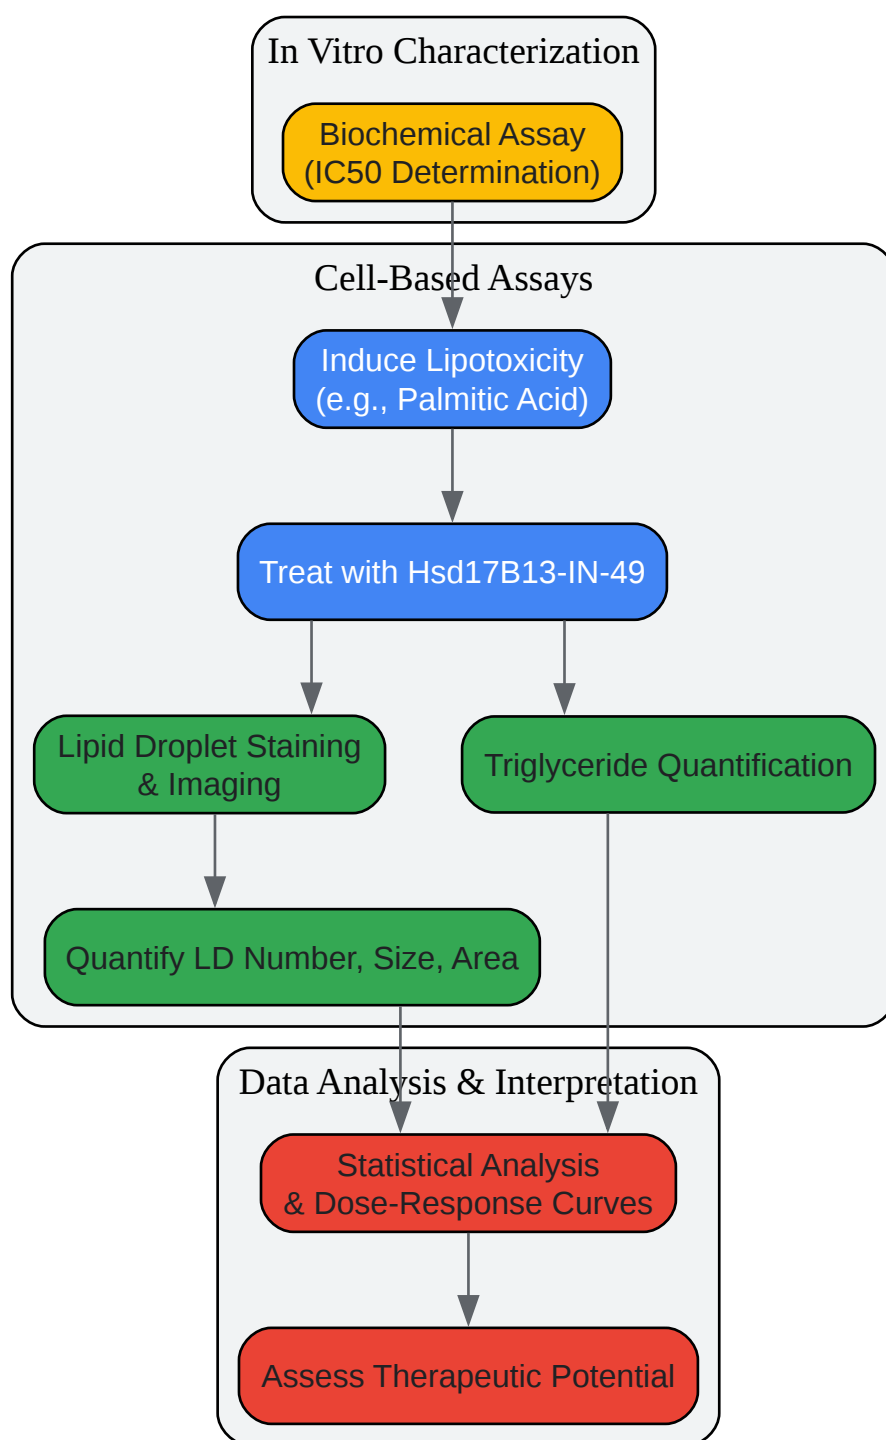 In Vitro Characterization
Biochemical Assay
(IC50 Determination)
Cell-Based Assays
Induce Lipotoxicity
(e.g., Palmitic Acid)
Treat with Hsd17B13-IN-49
Lipid Droplet Staining
& Imaging
Triglyceride Quantification
Quantify LD Number, Size, Area
Data Analysis & Interpretation
Statistical Analysis
& Dose-Response Curves
Assess Therapeutic Potential